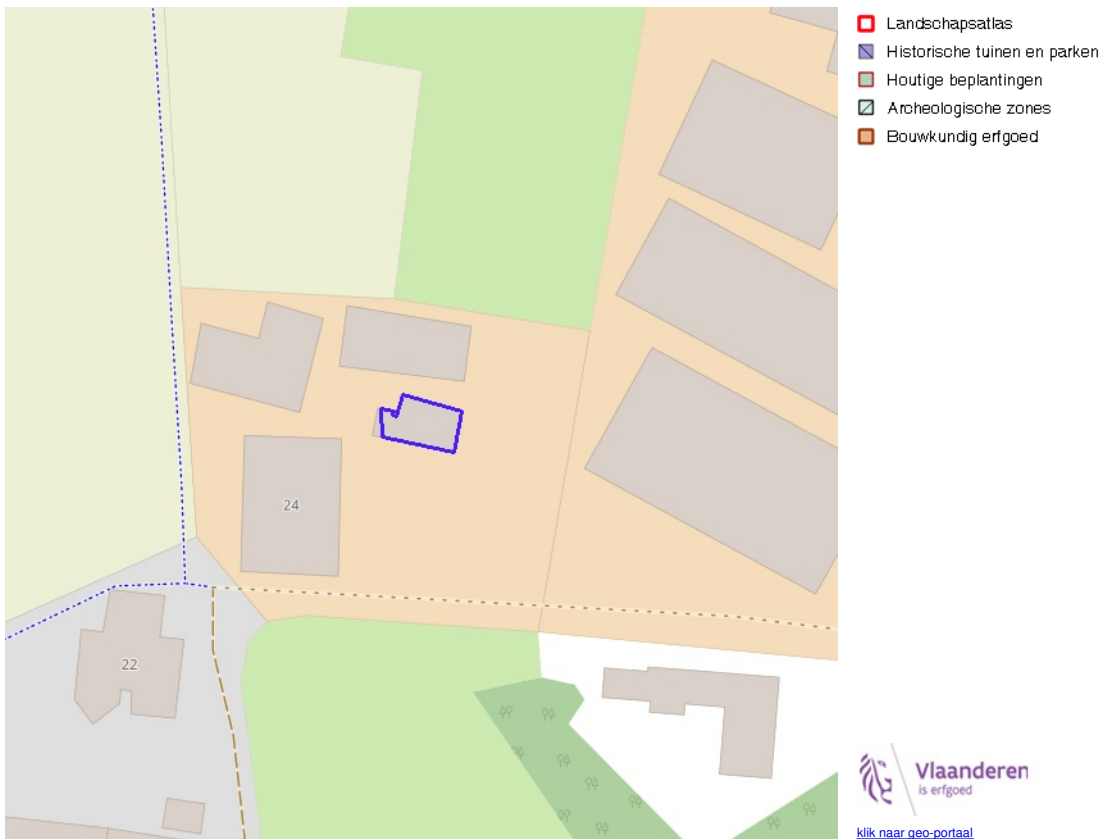 Landschapsatlas
Historische tuinen en parken
Houtige beplantingen
Archeologische zones
Bouwkundig erfgoed
24
22
Vlaanderen
is erfgoed
klik naar geo-portaal